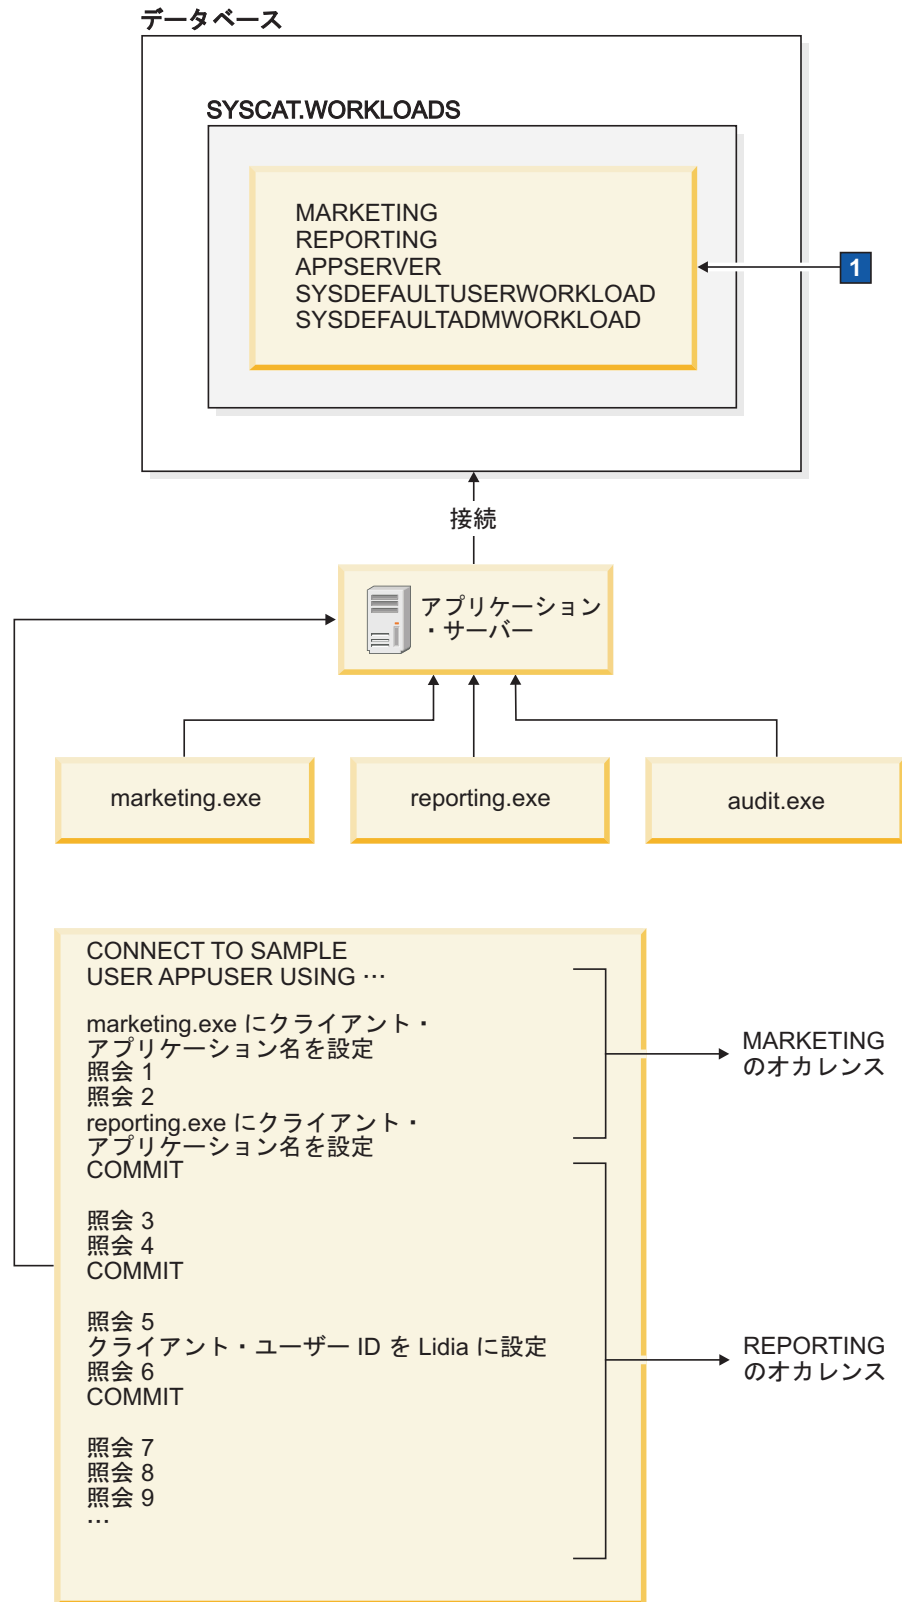 データベース
SYSCAT.WORKLOADS
MARKETING
REPORTING
APPSERVER
SYSDEFAULTUSERWORKLOAD
SYSDEFAULTADMWORKLOAD
1
接続
アプリケーション
・サーバー
marketing.exe
reporting.exe
audit.exe
CONNECT TO SAMPLE
USER APPUSER USING …
marketing.exe にクライアント・
アプリケーション名を設定
照会 1
照会 2
reporting.exe にクライアント・
アプリケーション名を設定
COMMIT
照会 3
照会 4
COMMIT
照会 5
クライアント・ユーザー ID を Lidia に設定
照会 6
COMMIT
照会 7
照会 8
照会 9
…
MARKETING
のオカレンス
REPORTING
のオカレンス